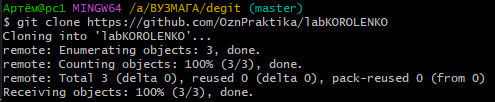 Артём@pc1 MINGW64 /a/ВУЗМАГА/degit (master)
$ git clone https://github.com/OznPraktika/labKOROLENKO
Cloning into 'labKOROLENKO'...
remote: Enumerating objects: 3, done.
remote: Counting objects: 100% (3/3), done.
remote: Total 3 (delta 0), reused 0 (delta 0), pack-reused 0 (from 0)
Receiving objects: 100% (3/3), done.